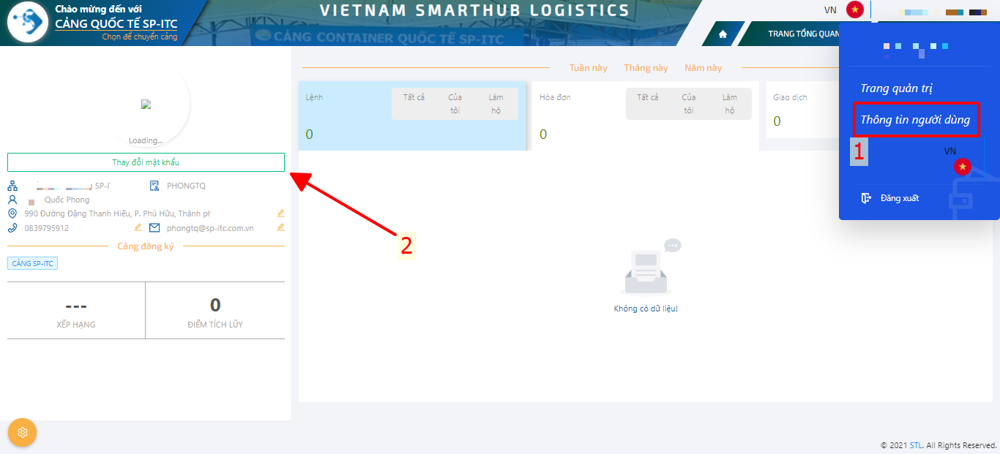 Chào mừng đến với
CẢNG QUỐC TẾ SP-ITC
Chọn để chuyển cảng
VIETNAM SMARTHUB LOGISTICS
CẢNG CONTAINER QUỐC TẾ SP-ITC
VN
TRANG TỔNG QUAN
Trang quản trị
Thông tin người dùng
1
VN
Đăng xuất
Loading...
Thay đổi mật khẩu
SP-I
PHONGTQ
Quốc Phong
990 Đường Đặng Thanh Hiếu, P. Phú Hữu, Thành ph
0839795912
phongtq@sp-itc.com.vn
Cảng đăng ký
CẢNG SP-ITC
---
XẾP HẠNG
0
ĐIỂM TÍCH LŨY
2
Tuần này Tháng này Năm này
Lệnh
Tất cả
Của tôi
Làm hộ
0
Hóa đơn
Tất cả
Của tôi
Làm hộ
0
Giao dịch
0
Không có dữ liệu!
© 2021 STL. All Rights Reserved.